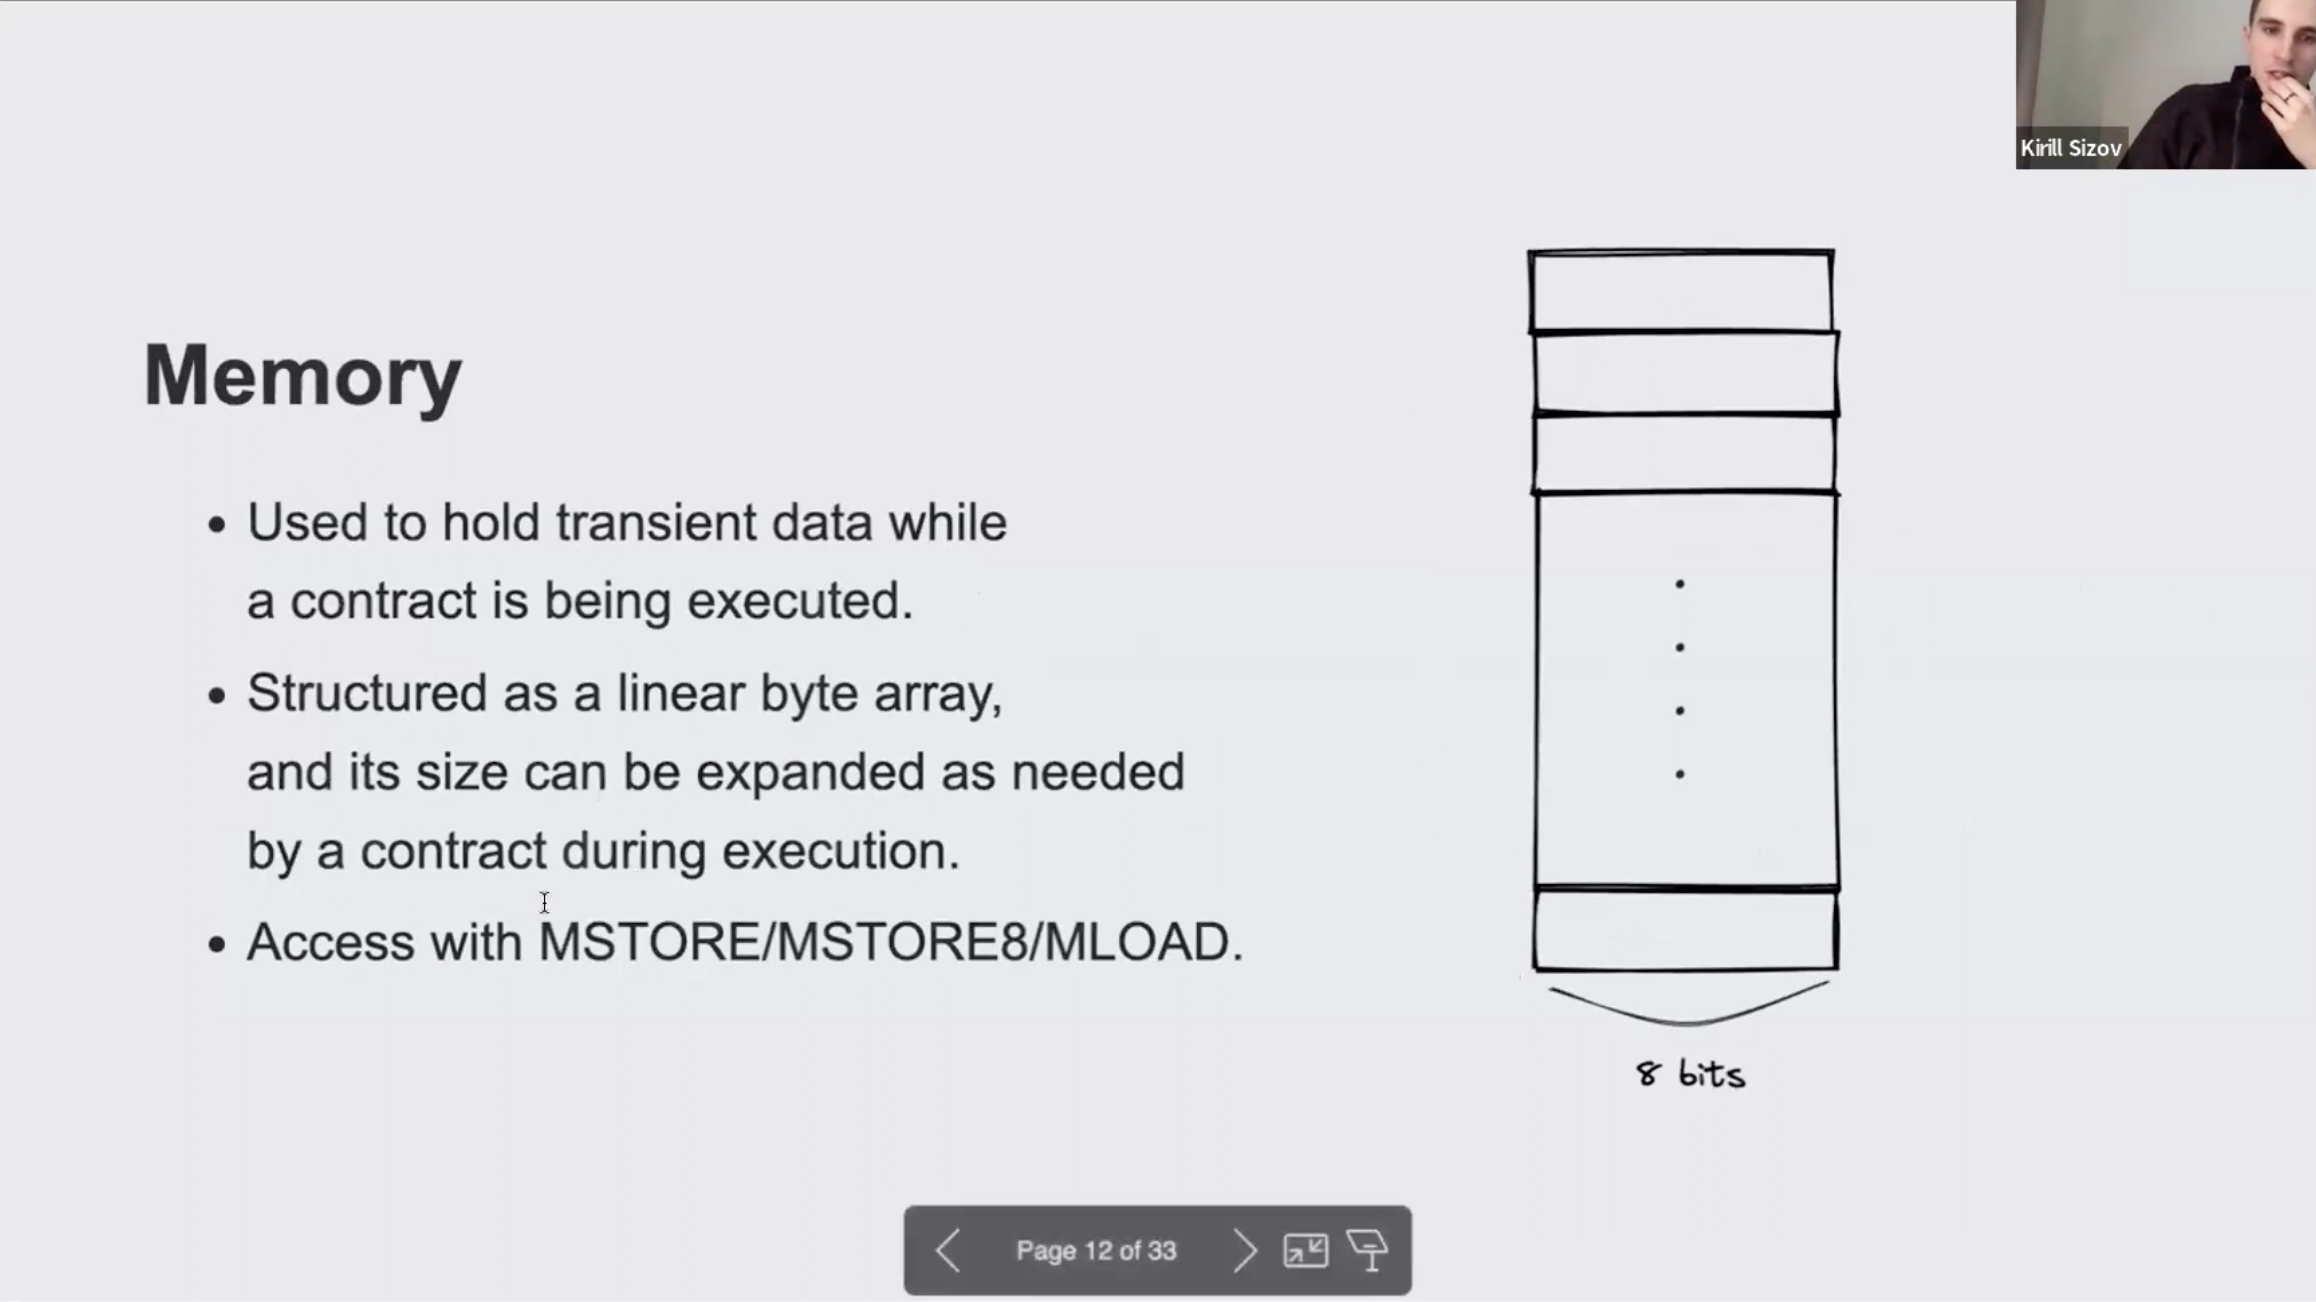 Kirill Sizov
Memory
• Used to hold transient data while
a contract is being executed.
• Structured as a linear byte array,
and its size can be expanded as needed
by a contract during execution.
• Access with MSTORE/MSTORE8/MLOAD.
8 bits
Page 12 of 33